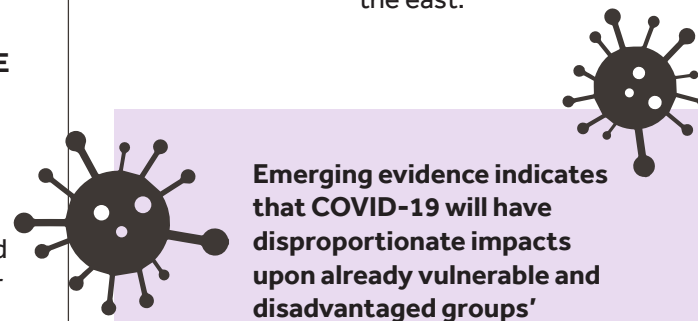 the east.
E
Emerging evidence indicates
that COVID-19 will have
disproportionate impacts
upon already vulnerable and
disadvantaged groups’
d